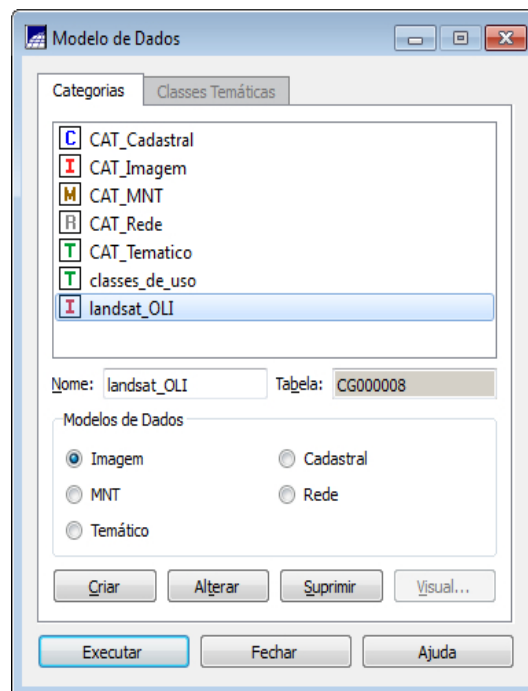 Modelo de Dados
Categorias Classes Temáticas
C CAT_Cadastral
I CAT_Imagem
M CAT_MNT
R CAT_Rede
T CAT_Tematico
T classes_de_uso
I landsat_OLI
Nome: landsat_OLI Tabela: CG000008
Modelos de Dados
Imagem Cadastral
MNT Rede
Temático
Criar Alterar Suprimir Visual...
Executar Fechar Ajuda